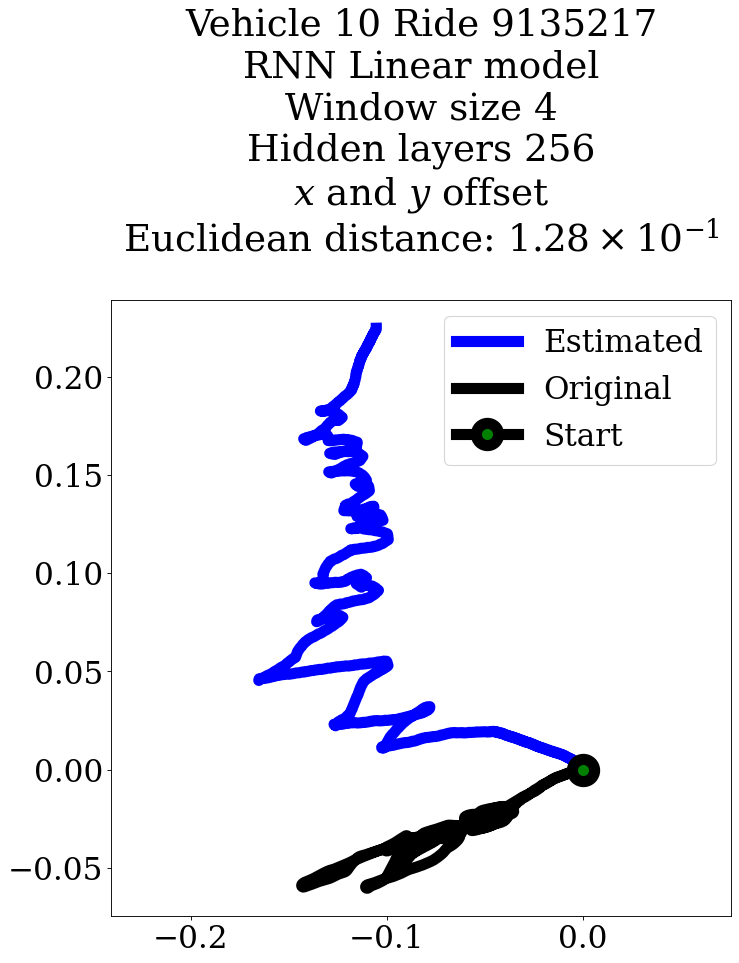 Vehicle 10 Ride 9135217
RNN Linear model
Window size 4
Hidden layers 256
x and y offset
Euclidean distance: 1.28 × 10⁻¹
Estimated
Original
Start
0.20
0.15
0.10
0.05
0.00
−0.05
−0.2 −0.1 0.0